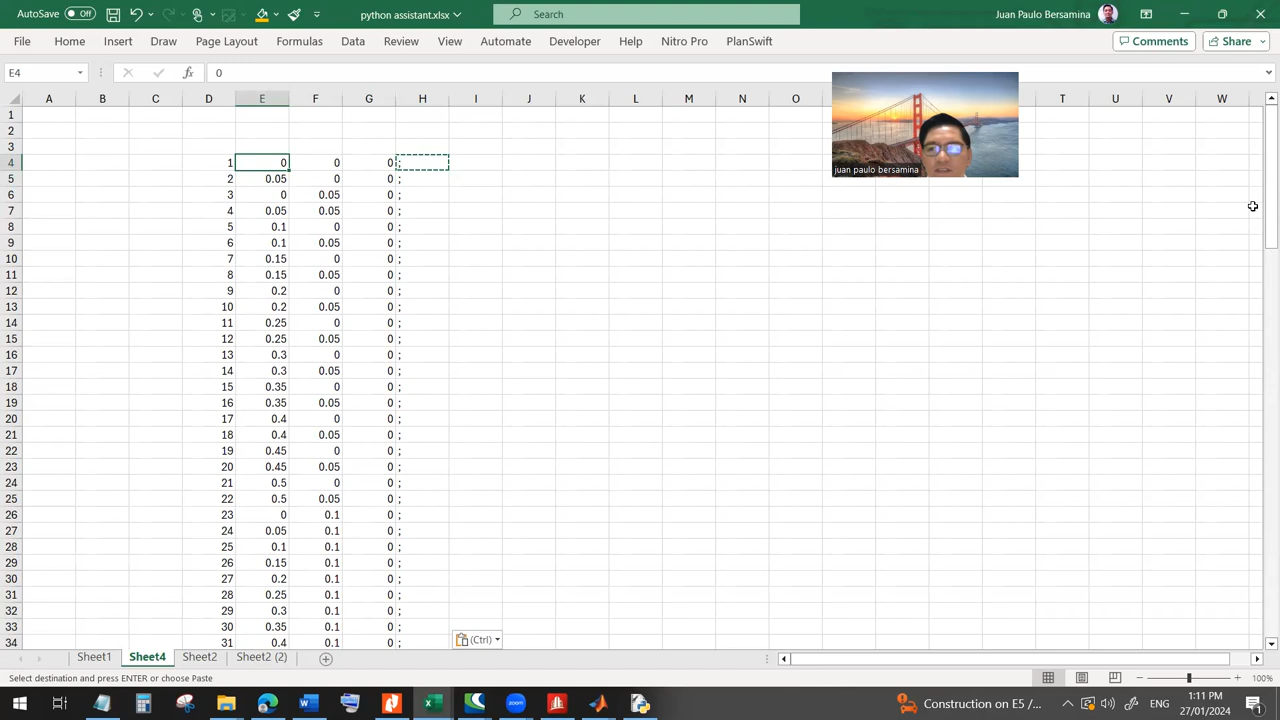 AutoSave Off python assistant.xlsx Search Juan Paulo Bersamina
File Home Insert Draw Page Layout Formulas Data Review View Automate Developer Help Nitro Pro PlanSwift Comments Share
E4 fx 0
A B C D E F G H I J K L M N O T U V W
1
2
3
4 1 0 0 0 ;
5 2 0.05 0 0 ;
6 3 0 0.05 0 ;
7 4 0.05 0.05 0 ;
8 5 0.1 0 0 ;
9 6 0.1 0.05 0 ;
10 7 0.15 0 0 ;
11 8 0.15 0.05 0 ;
12 9 0.2 0 0 ;
13 10 0.2 0.05 0 ;
14 11 0.25 0 0 ;
15 12 0.25 0.05 0 ;
16 13 0.3 0 0 ;
17 14 0.3 0.05 0 ;
18 15 0.35 0 0 ;
19 16 0.35 0.05 0 ;
20 17 0.4 0 0 ;
21 18 0.4 0.05 0 ;
22 19 0.45 0 0 ;
23 20 0.45 0.05 0 ;
24 21 0.5 0 0 ;
25 22 0.5 0.05 0 ;
26 23 0 0.1 0 ;
27 24 0.05 0.1 0 ;
28 25 0.1 0.1 0 ;
29 26 0.15 0.1 0 ;
30 27 0.2 0.1 0 ;
31 28 0.25 0.1 0 ;
32 29 0.3 0.1 0 ;
33 30 0.35 0.1 0 ;
34 31 0.4 0.1 0 ;
juan paulo bersamina
(Ctrl)
Sheet1 Sheet4 Sheet2 Sheet2 (2)
Select destination and press ENTER or choose Paste 100%
zoom Construction on E5 /... ENG 1:11 PM
27/01/2024